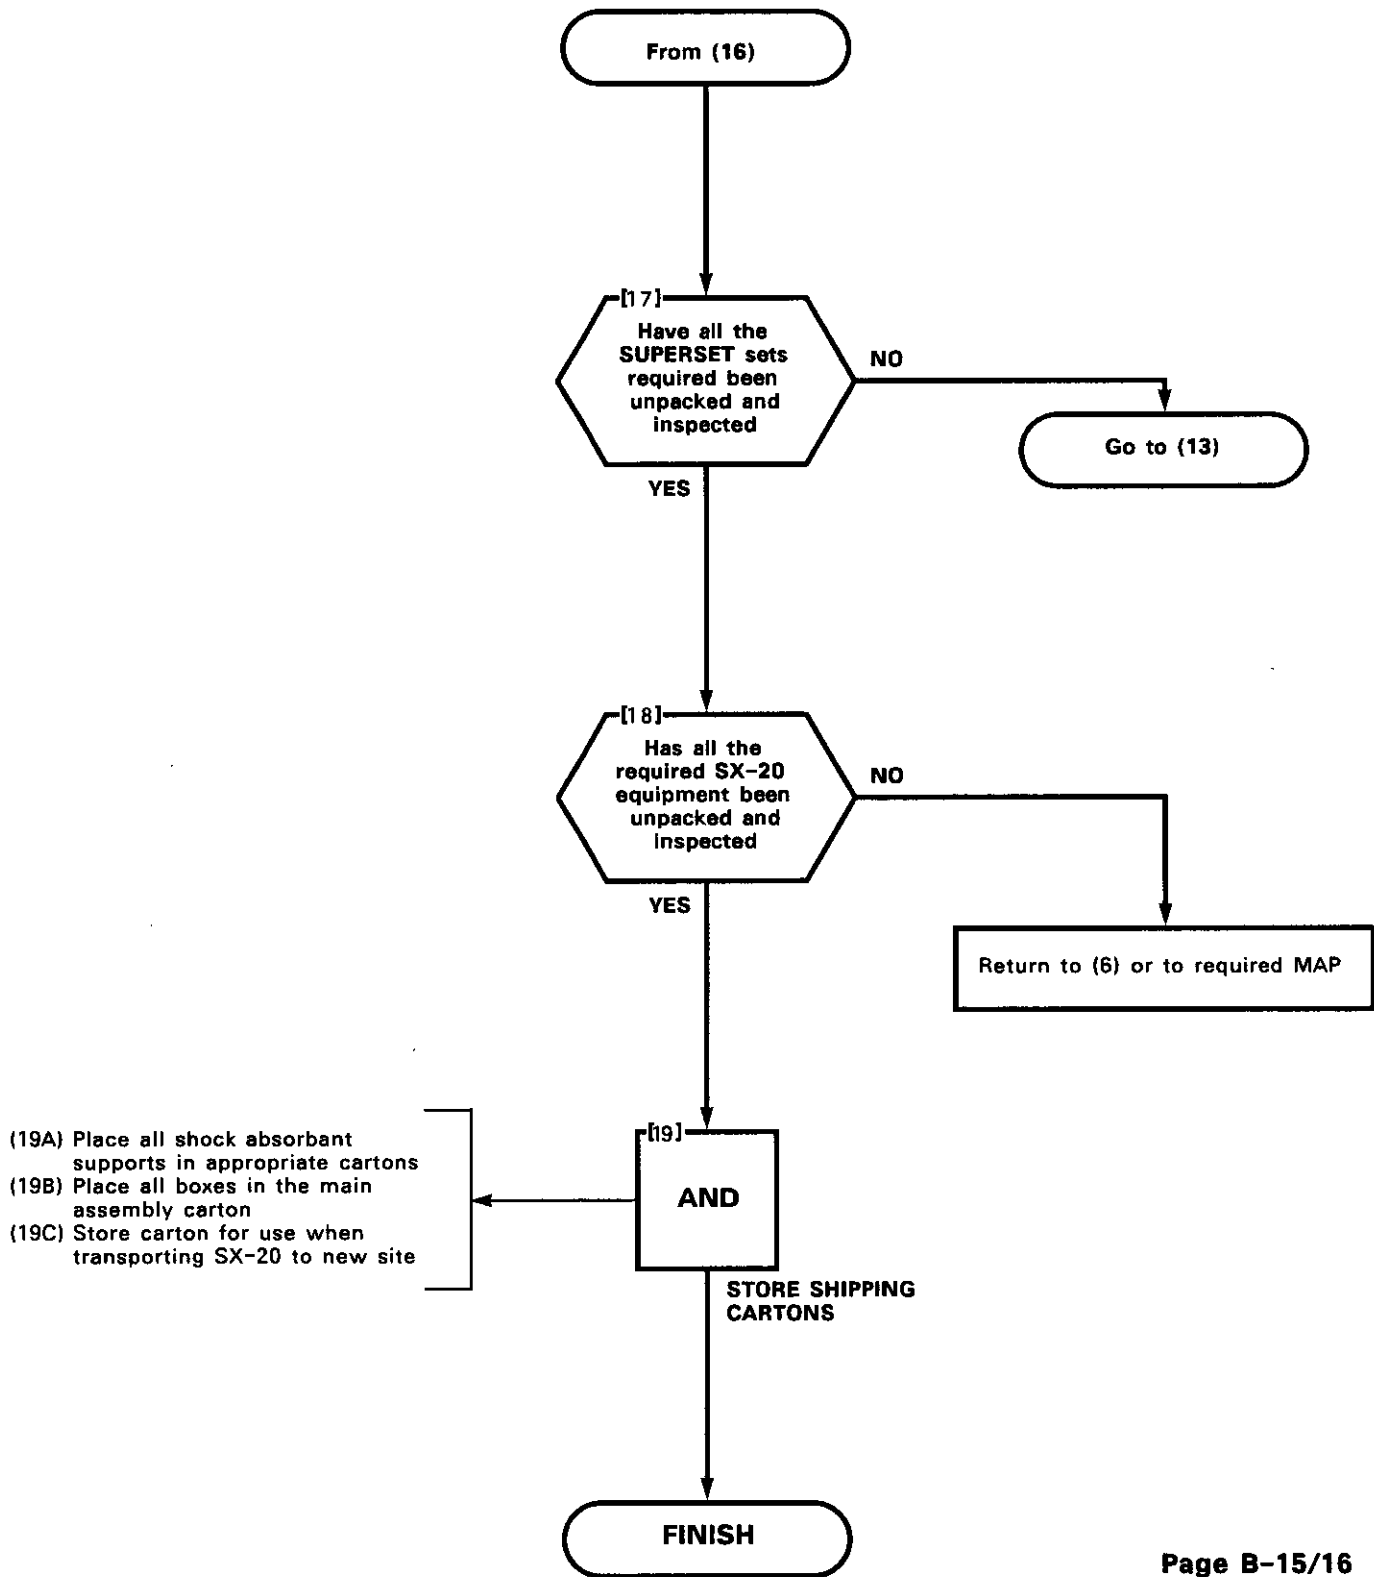 From (16)
[17]
Have all the
SUPERSET sets
required been
unpacked and
inspected
NO
Go to (13)
YES
[18]
Has all the
required SX-20
equipment been
unpacked and
inspected
NO
YES
Return to (6) or to required MAP
(19A) Place all shock absorbant
supports in appropriate cartons
(19B) Place all boxes in the main
assembly carton
(19C) Store carton for use when
transporting SX-20 to new site
[19]
AND
STORE SHIPPING
CARTONS
FINISH
Page B-15/16